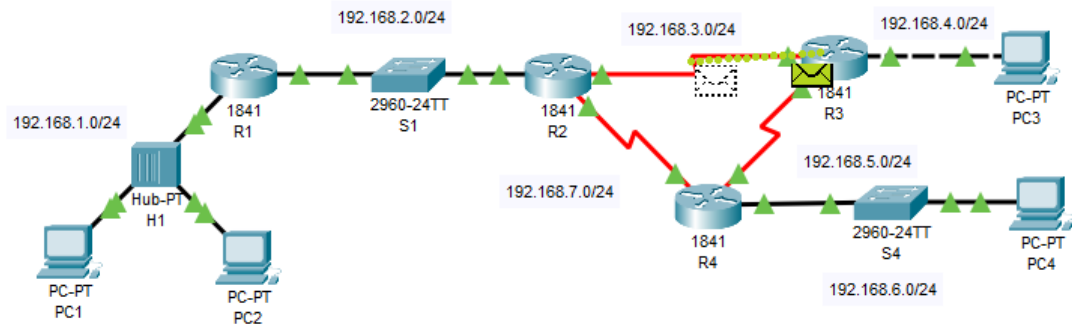 192.168.2.0/24
192.168.3.0/24
192.168.4.0/24
192.168.1.0/24
1841
R1
2960-24TT
S1
1841
R2
1841
R3
PC-PT
PC3
Hub-PT
H1
192.168.7.0/24
192.168.5.0/24
1841
R4
2960-24TT
S4
PC-PT
PC4
PC-PT
PC1
PC-PT
PC2
192.168.6.0/24